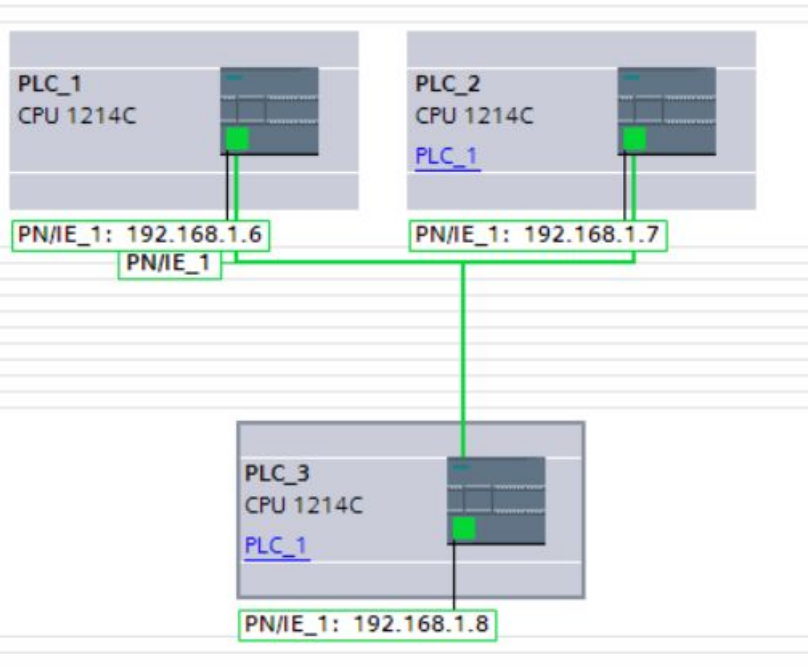 PLC_1
CPU 1214C
PN/IE_1: 192.168.1.6
PN/IE_1
PLC_2
CPU 1214C
PLC_1
PN/IE_1: 192.168.1.7
PLC_3
CPU 1214C
PLC_1
PN/IE_1: 192.168.1.8